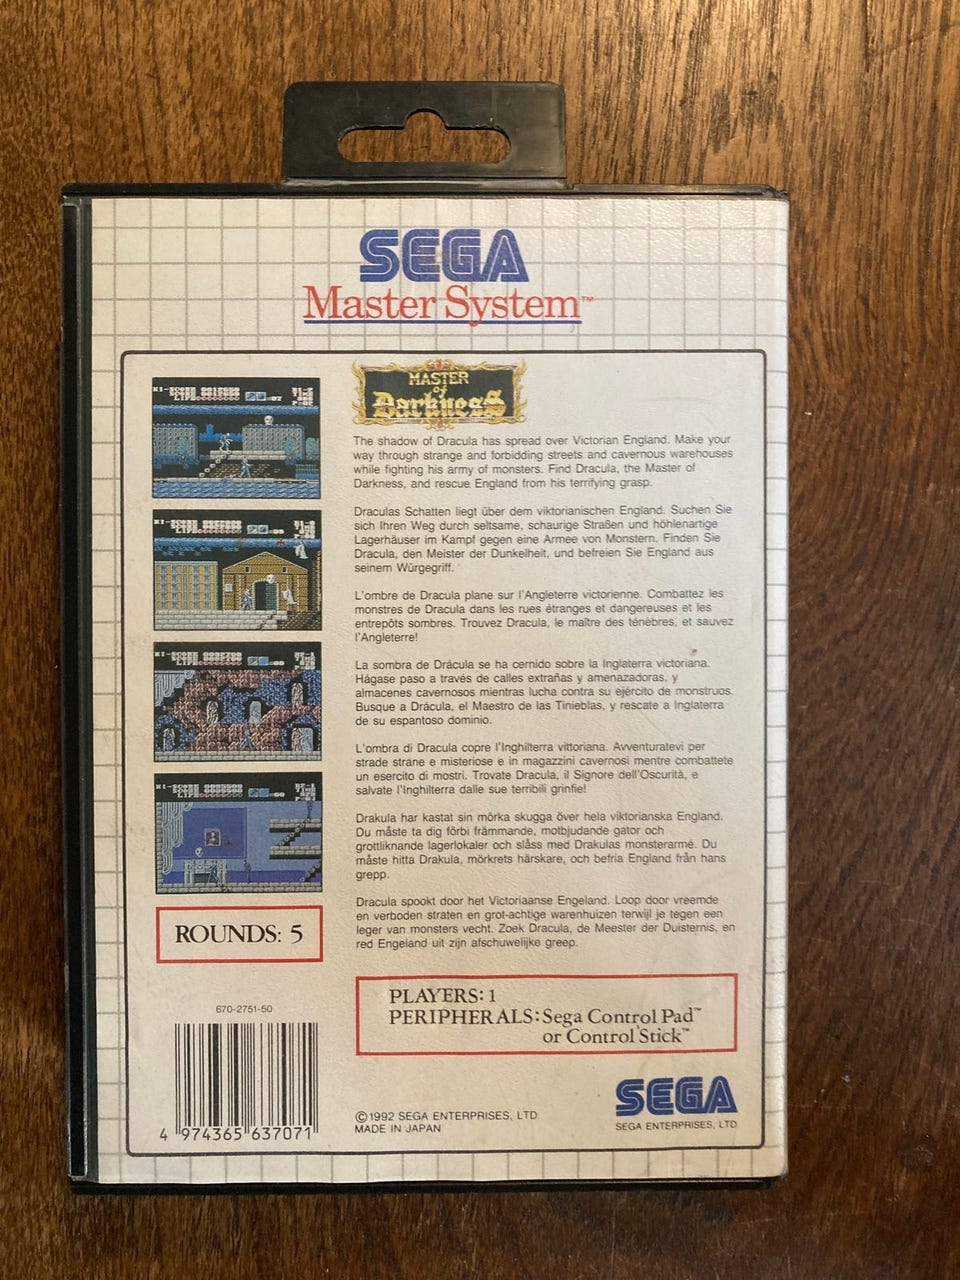 SEGA
Master System™
MASTER
of
Darkness
The shadow of Dracula has spread over Victorian England. Make your
way through strange and forbidding streets and cavernous warehouses
while fighting his army of monsters. Find Dracula, the Master of
Darkness, and rescue England from his terrifying grasp.
Draculas Schatten liegt über dem viktorianischen England. Suchen Sie
sich Ihren Weg durch seltsame, schaurige Straßen und höhlenartige
Lagerhäuser im Kampf gegen eine Armee von Monstern. Finden Sie
Dracula, den Meister der Dunkelheit, und befreien Sie England aus
seinem Würgegriff.
L'ombre de Dracula plane sur l'Angleterre victorienne. Combattez les
monstres de Dracula dans les rues étranges et dangereuses et les
entrepôts sombres. Trouvez Dracula, le maître des ténèbres, et sauvez
l'Angleterre!
La sombra de Drácula se ha cernido sobre la Inglaterra victoriana.
Hágase paso a través de calles extrañas y amenazadoras, y
almacenes cavernosos mientras lucha contra su ejército de monstruos.
Busque a Drácula, el Maestro de las Tinieblas, y rescate a Inglaterra
de su espantoso dominio.
L'ombra di Dracula copre l'Inghilterra vittoriana. Avventuratevi per
strade strane e misteriose e in magazzini cavernosi mentre combattete
un esercito di mostri. Trovate Dracula, il Signore dell'Oscurità, e
salvate l'Inghilterra dalle sue terribili grinfie!
Drakula har kastat sin mörka skugga över hela viktorianska England.
Du måste ta dig förbi främmande, motbjudande gator och
grottliknande lagerlokaler och slåss med Drakulas monsterarmé. Du
måste hitta Drakula, mörkrets härskare, och befria England från hans
grepp.
Dracula spookt door het Victoriaanse Engeland. Loop door vreemde
en verboden straten en grot-achtige warenhuizen terwijl je tegen een
leger van monsters vecht. Zoek Dracula, de Meester der Duisternis, en
red Engeland uit zijn afschuwelijke greep.
ROUNDS: 5
PLAYERS: 1
PERIPHERALS: Sega Control Pad™
or Control Stick™
670-2751-50
4 974365 637071
©1992 SEGA ENTERPRISES, LTD.
MADE IN JAPAN
SEGA
SEGA ENTERPRISES, LTD.